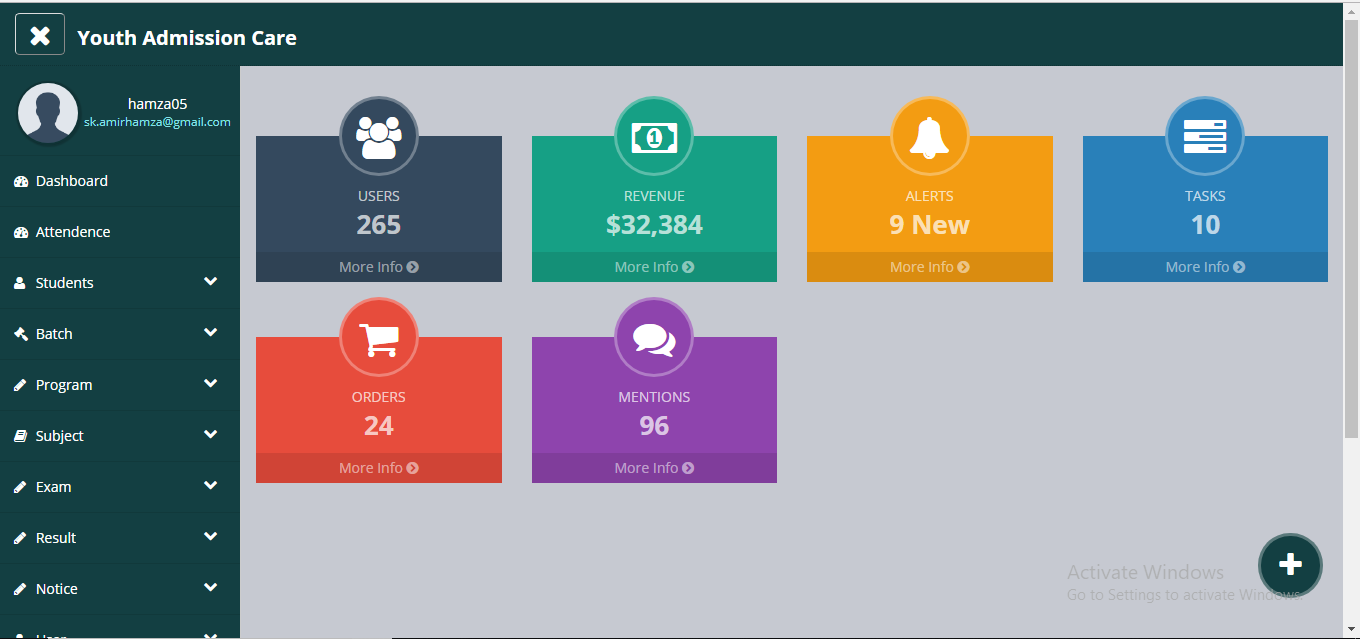 Youth Admission Care
hamza05
sk.amirhamza@gmail.com
Dashboard
Attendence
Students
Batch
Program
Subject
Exam
Result
Notice
User
USERS
265
More Info
REVENUE
$32,384
More Info
ALERTS
9 New
More Info
TASKS
10
More Info
ORDERS
24
More Info
MENTIONS
96
More Info
Activate Windows
Go to Settings to activate Windows.